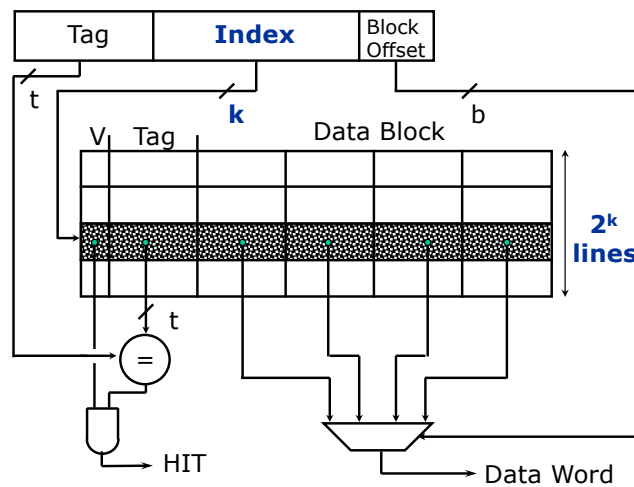 Tag Index Block Offset
t
k
b
V Tag Data Block
2ᵏ lines
t
=
HIT
Data Word